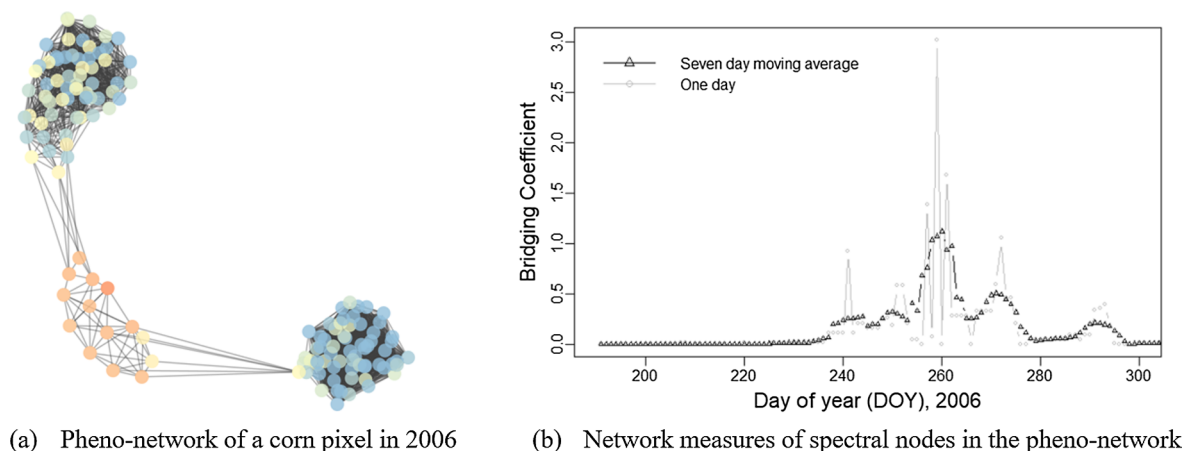 3.0
2.5
2.0
1.5
1.0
0.5
0.0
Bridging Coefficient
Seven day moving average
One day
200 220 240 260 280 300
Day of year (DOY), 2006
(a) Pheno-network of a corn pixel in 2006
(b) Network measures of spectral nodes in the pheno-network